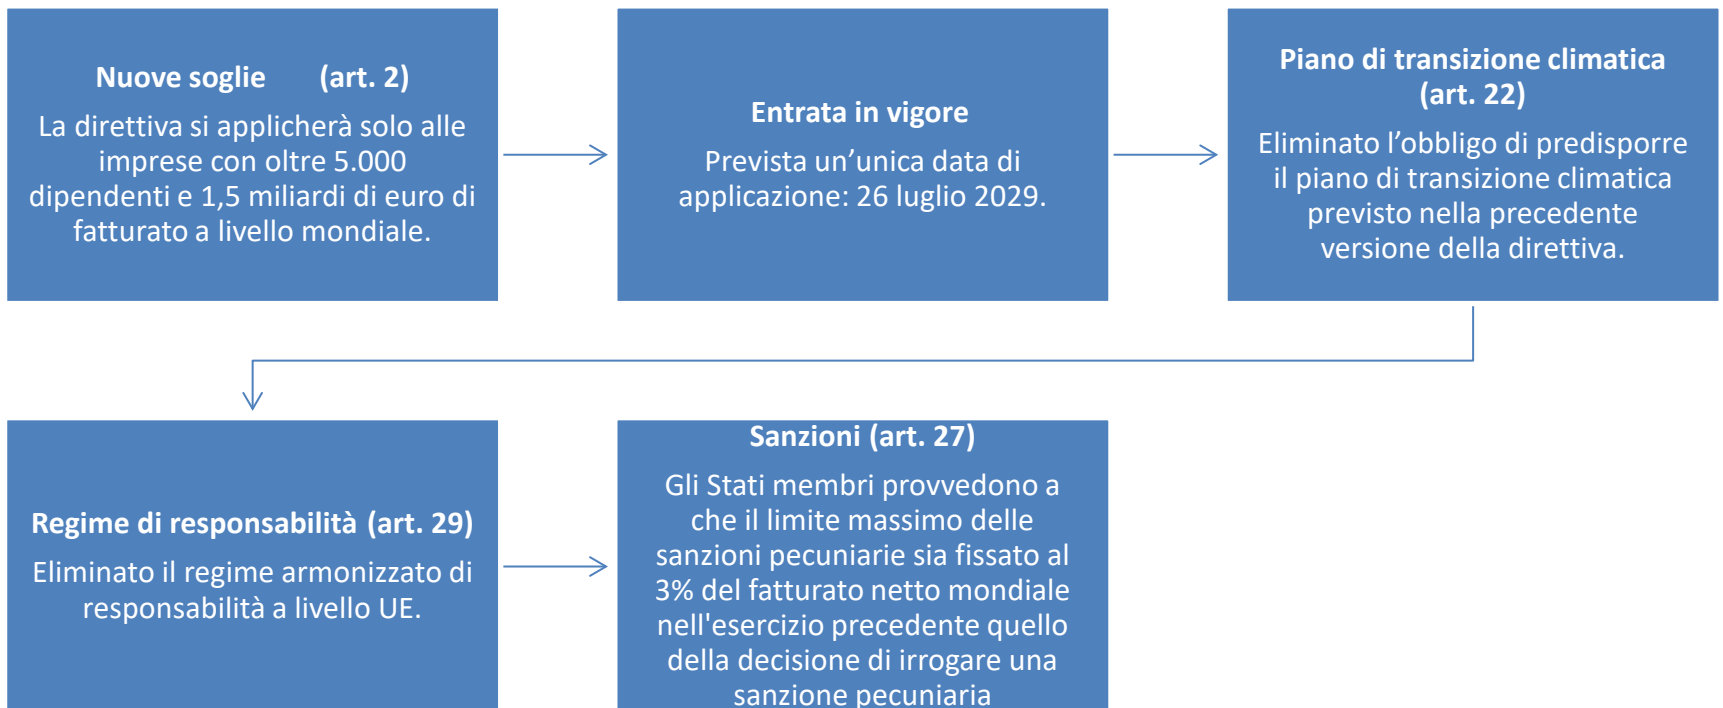 Nuove soglie (art. 2)
La direttiva si applicherà solo alle
imprese con oltre 5.000
dipendenti e 1,5 miliardi di euro di
fatturato a livello mondiale.
Entrata in vigore
Prevista un’unica data di
applicazione: 26 luglio 2029.
Piano di transizione climatica
(art. 22)
Eliminato l’obbligo di predisporre
il piano di transizione climatica
previsto nella precedente
versione della direttiva.
Regime di responsabilità (art. 29)
Eliminato il regime armonizzato di
responsabilità a livello UE.
Sanzioni (art. 27)
Gli Stati membri provvedono a
che il limite massimo delle
sanzioni pecuniarie sia fissato al
3% del fatturato netto mondiale
nell'esercizio precedente quello
della decisione di irrogare una
sanzione pecuniaria